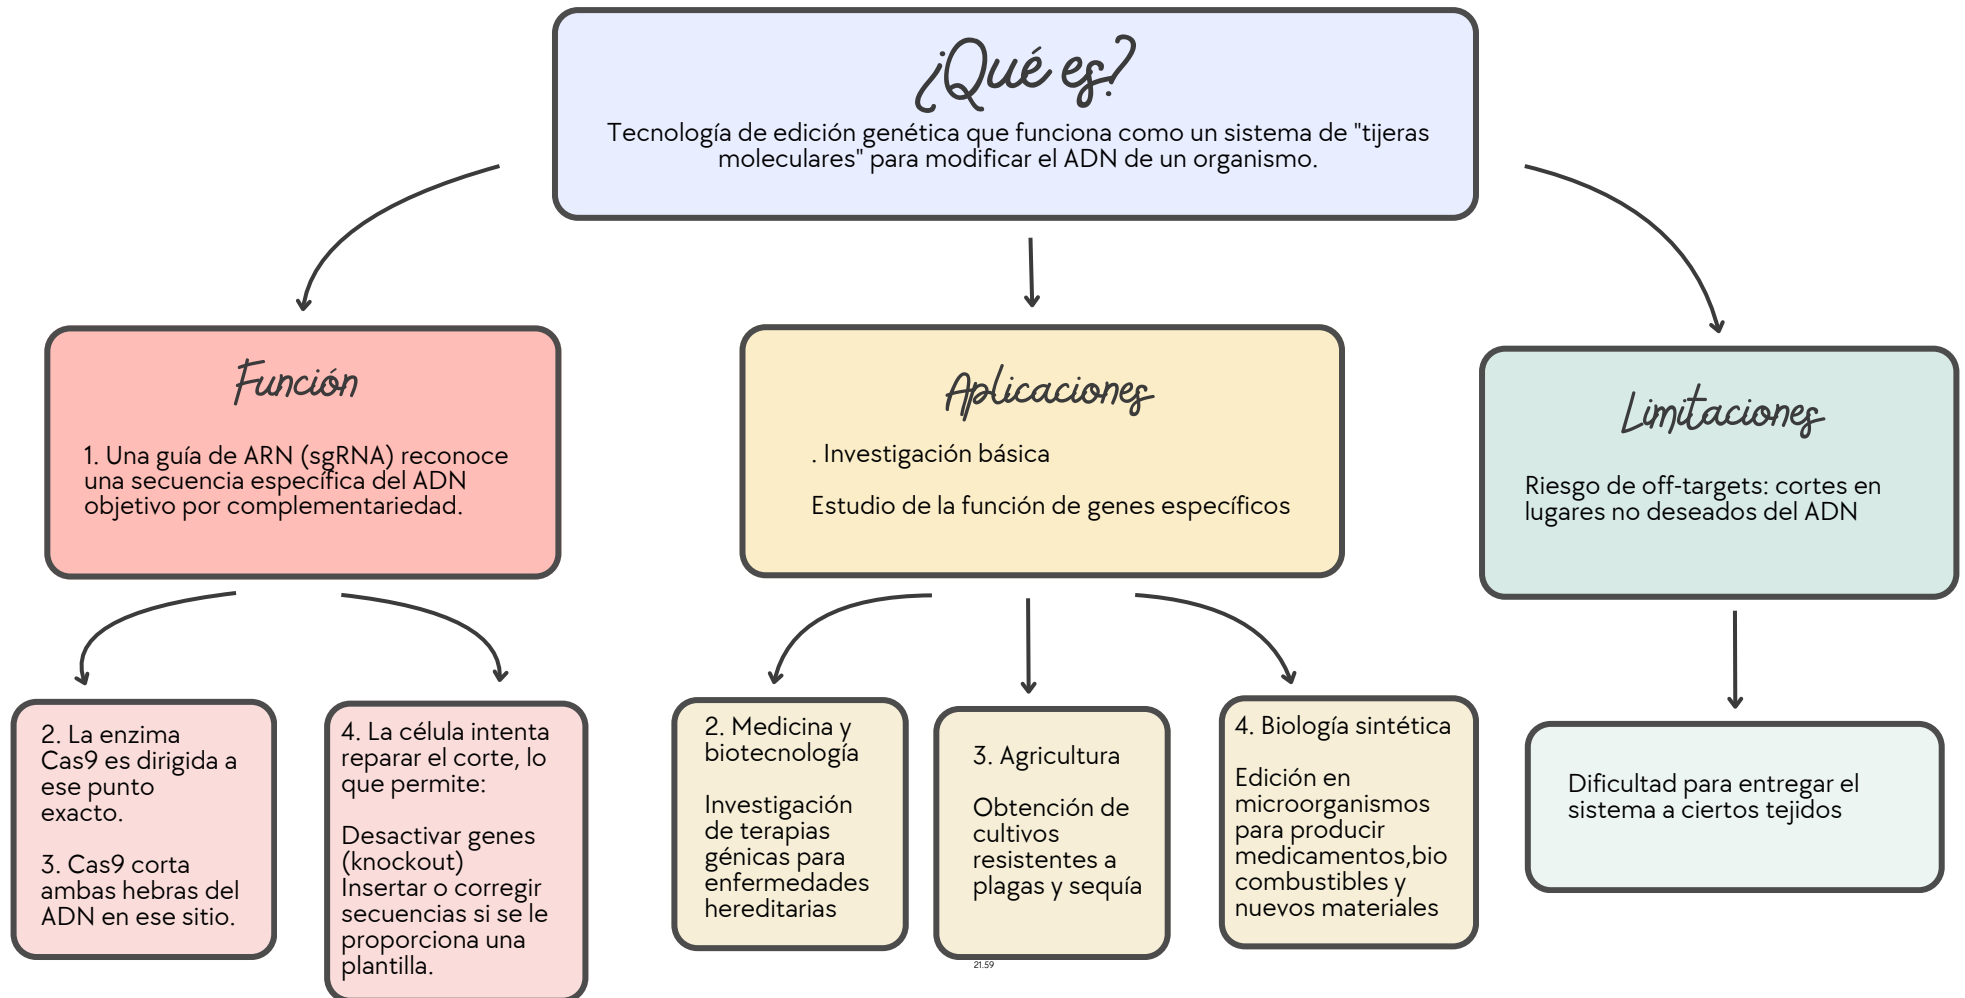 ¿Qué es?
Tecnología de edición genética que funciona como un sistema de "tijeras
moleculares" para modificar el ADN de un organismo.
Función
1. Una guía de ARN (sgRNA) reconoce
una secuencia específica del ADN
objetivo por complementariedad.
Aplicaciones
. Investigación básica
Estudio de la función de genes específicos
Limitaciones
Riesgo de off-targets: cortes en
lugares no deseados del ADN
2. La enzima
Cas9 es dirigida a
ese punto
exacto.
3. Cas9 corta
ambas hebras del
ADN en ese sitio.
4. La célula intenta
reparar el corte, lo
que permite:
Desactivar genes
(knockout)
Insertar o corregir
secuencias si se le
proporciona una
plantilla.
2. Medicina y
biotecnología
Investigación
de terapias
génicas para
enfermedades
hereditarias
3. Agricultura
Obtención de
cultivos
resistentes a
plagas y sequía
4. Biología sintética
Edición en
microorganismos
para producir
medicamentos,bio
combustibles y
nuevos materiales
Dificultad para entregar el
sistema a ciertos tejidos
21.59